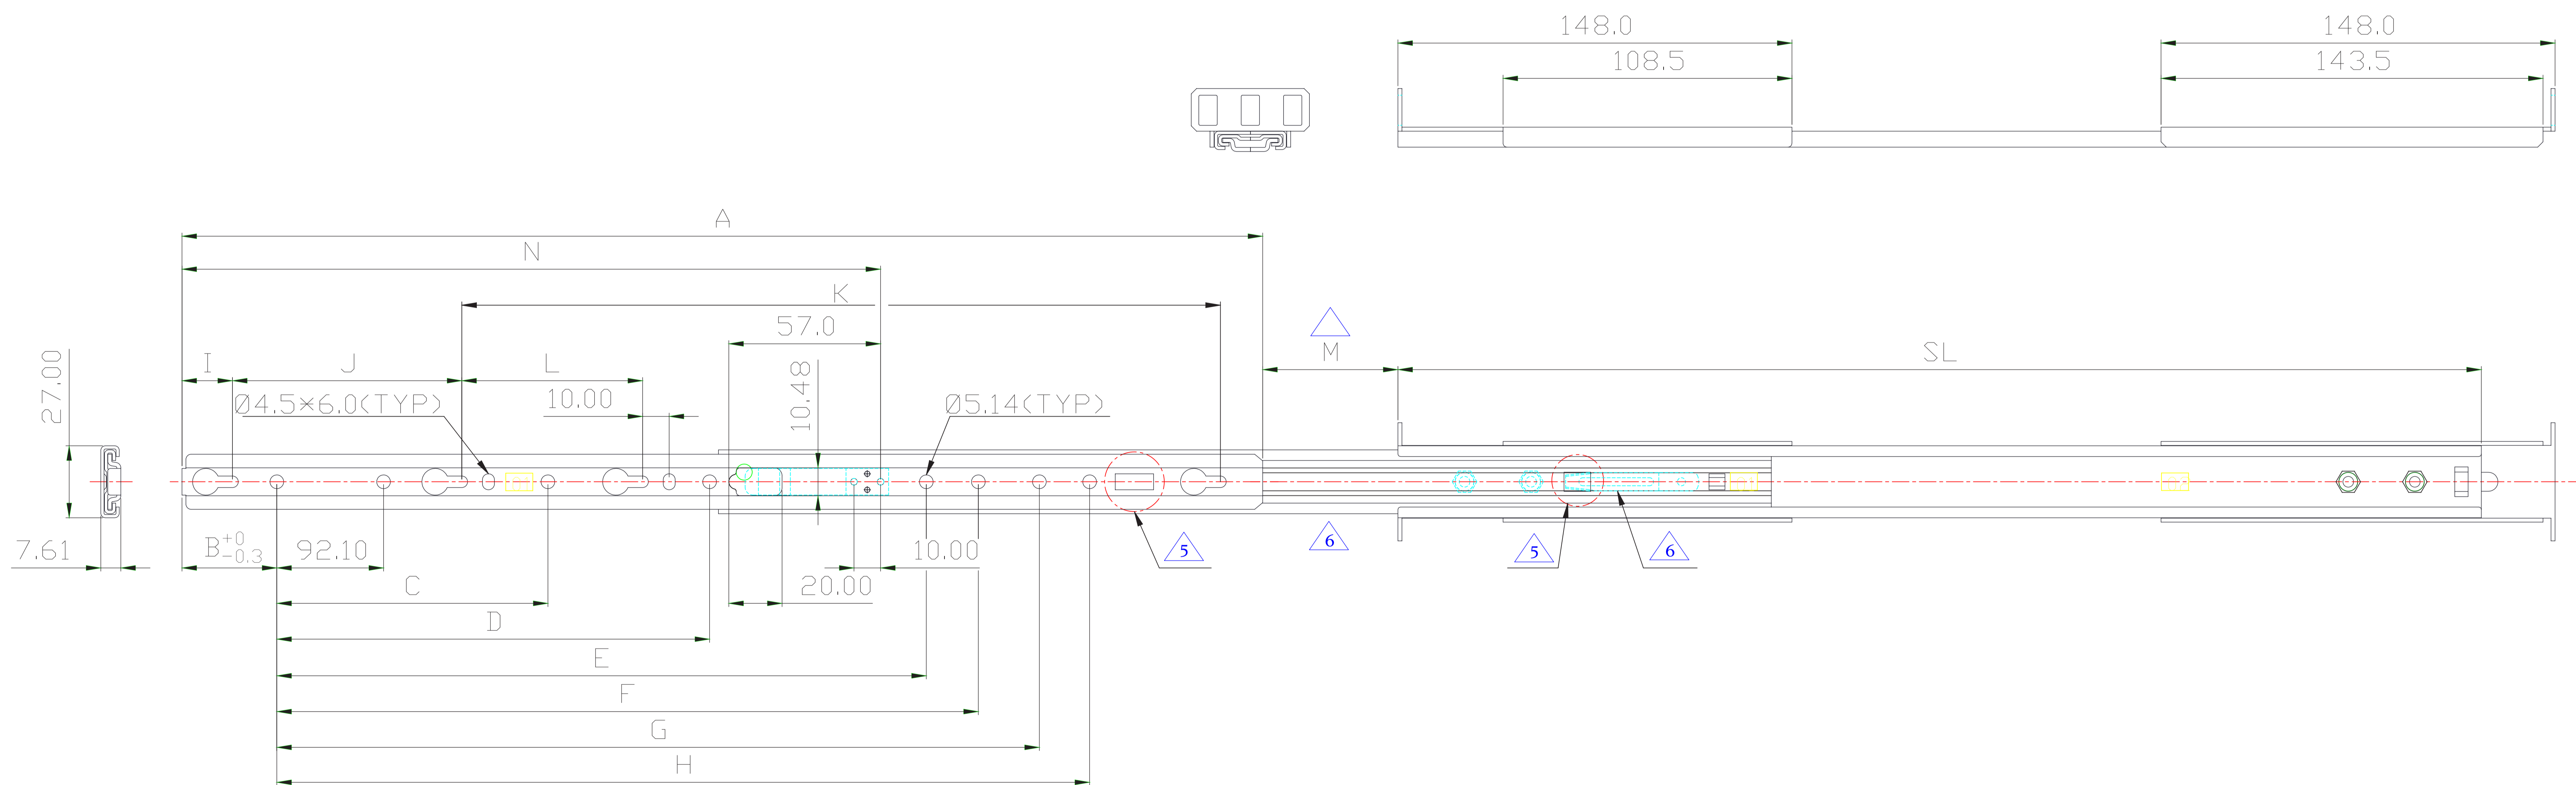 148.0
148.0
108.5
143.5
A
N
K
57.0
M
SL
I
J
L
27.00
Ø4.5×6.0(TYP)
10.00
10.48
Ø5.14(TYP)
7.61
B+0
-0.3
92.10
10.00
5
6
5
6
C
20.00
D
E
F
G
H